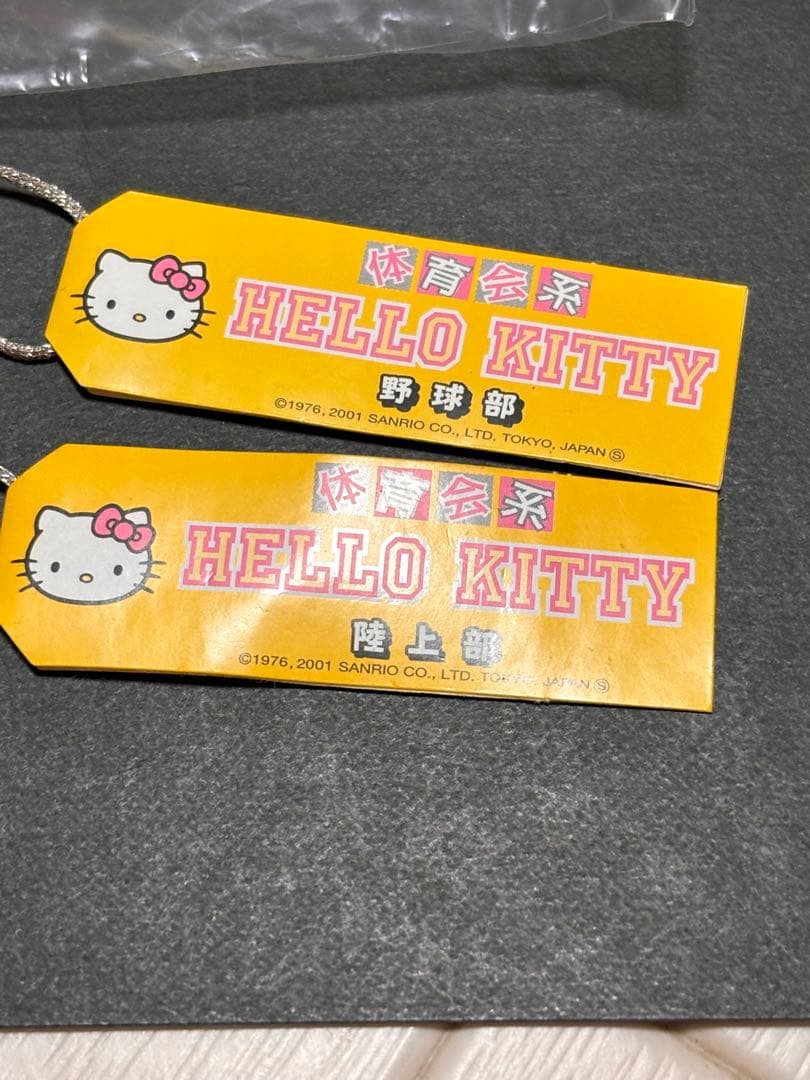 体育会系
HELLO KITTY
野球部
©1976, 2001 SANRIO CO., LTD. TOKYO, JAPAN Ⓢ
体育会系
HELLO KITTY
陸上部
©1976, 2001 SANRIO CO., LTD. TOKYO, JAPAN Ⓢ